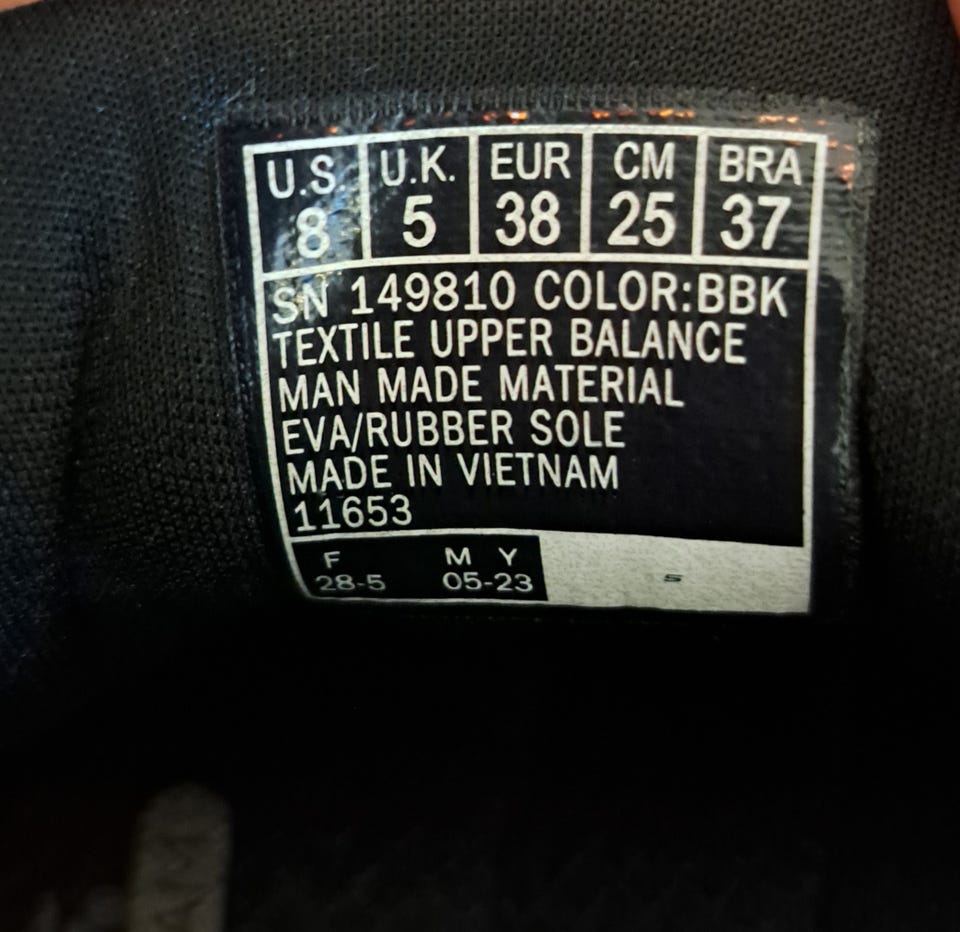 U.S. U.K. EUR CM BRA
8 5 38 25 37
SN 149810 COLOR:BBK
TEXTILE UPPER BALANCE
MAN MADE MATERIAL
EVA/RUBBER SOLE
MADE IN VIETNAM
11653
F M Y
28-5 05-23 S